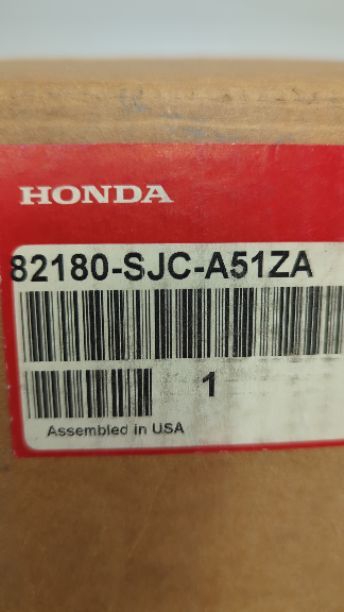 HONDA
82180-SJC-A51ZA
1
Assembled in USA